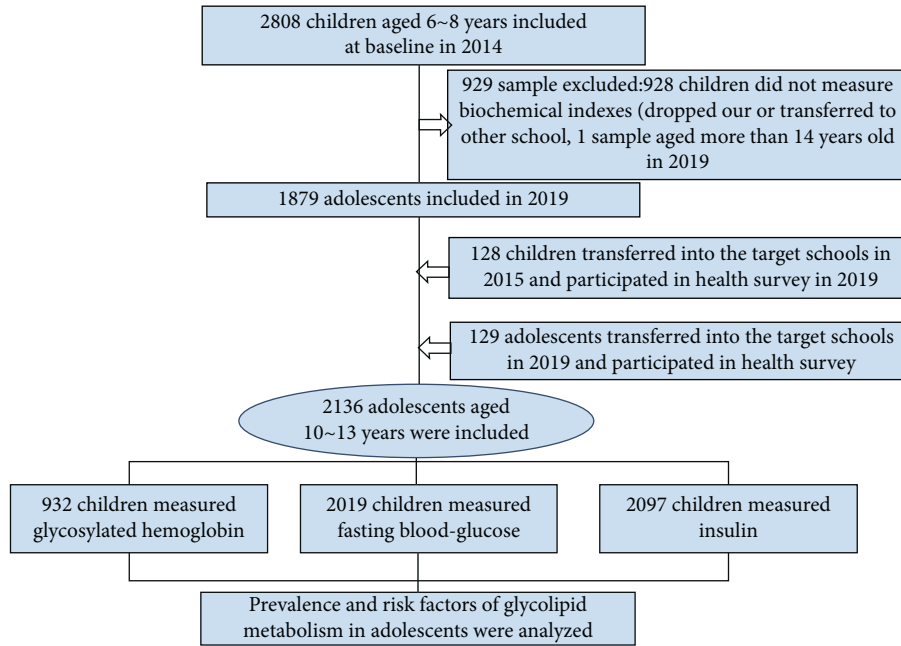 2808 children aged 6~8 years included
at baseline in 2014
929 sample excluded:928 children did not measure
biochemical indexes (dropped our or transferred to
other school, 1 sample aged more than 14 years old
in 2019
1879 adolescents included in 2019
128 children transferred into the target schools in
2015 and participated in health survey in 2019
129 adolescents transferred into the target schools
in 2019 and participated in health survey
2136 adolescents aged
10~13 years were included
932 children measured
glycosylated hemoglobin
2019 children measured
fasting blood-glucose
2097 children measured
insulin
Prevalence and risk factors of glycolipid
metabolism in adolescents were analyzed